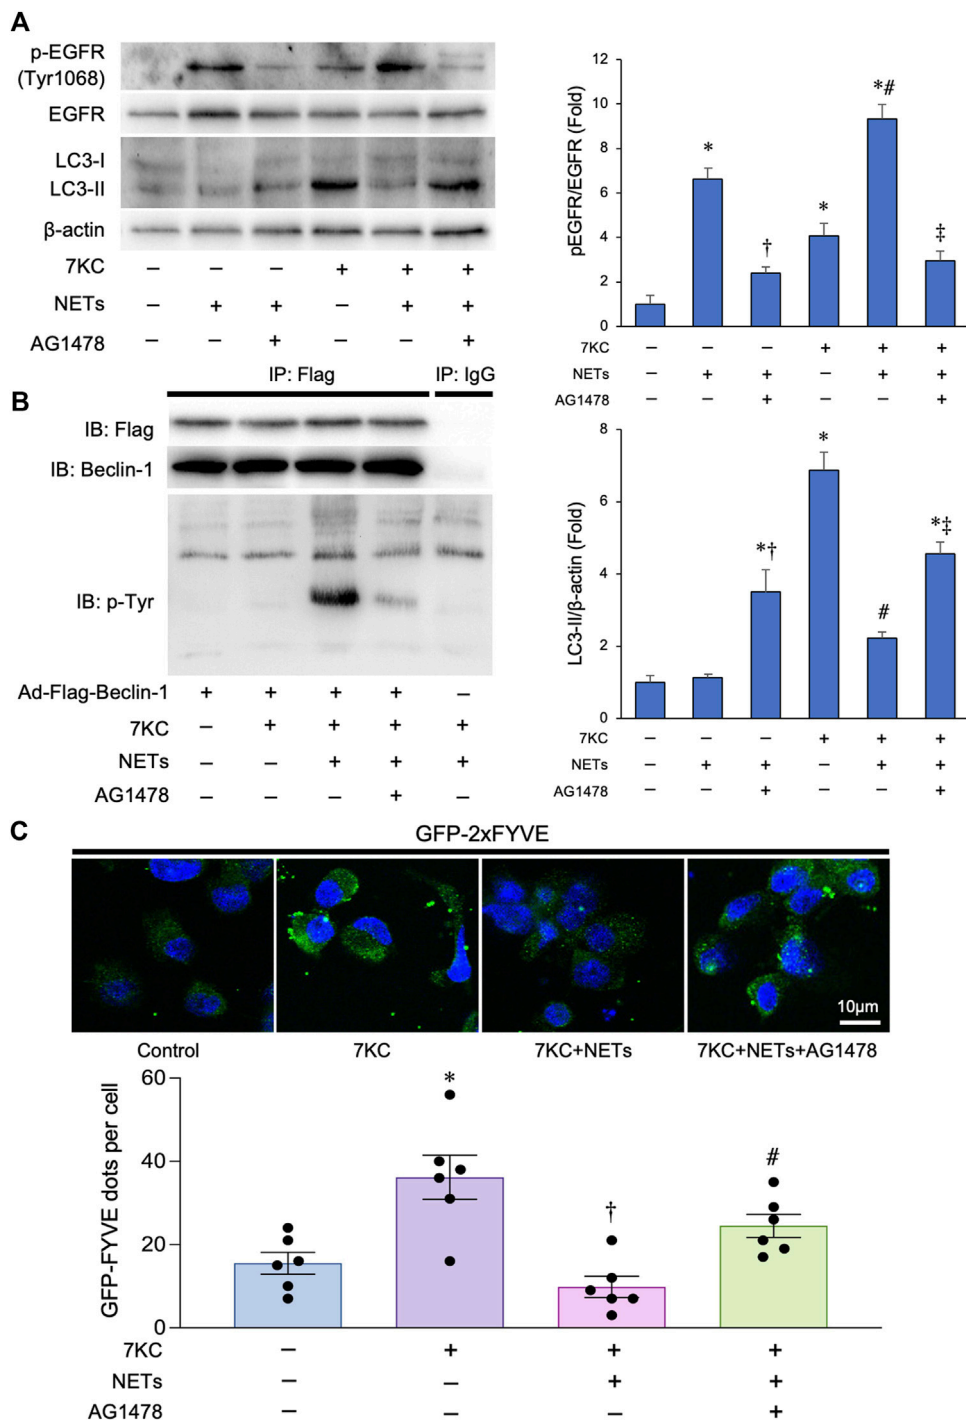 A
p-EGFR
(Tyr1068)
EGFR
LC3-I
LC3-II
β-actin
7KC – – – + + +
NETs – + + – + +
AG1478 – – + – – +
pEGFR/EGFR (Fold)
12
10
8
6
4
2
0
*
†
*
*#
‡
7KC – – – + + +
NETs – + + – + +
AG1478 – – + – – +
B
IP: Flag IP: IgG
IB: Flag
IB: Beclin-1
IB: p-Tyr
Ad-Flag-Beclin-1 + + + + –
7KC – + + + +
NETs – – + + +
AG1478 – – – + –
LC3-II/β-actin (Fold)
8
6
4
2
0
*†
*
#
*‡
7KC – – – + + +
NETs – + + – + +
AG1478 – – + – – +
C
GFP-2xFYVE
10μm
Control 7KC 7KC+NETs 7KC+NETs+AG1478
GFP-FYVE dots per cell
60
40
20
0
*
†
#
7KC – + + +
NETs – – + +
AG1478 – – – +